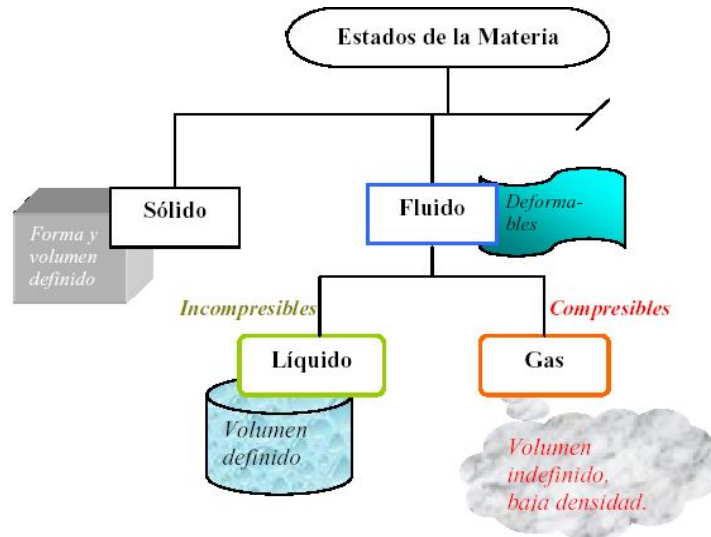 Estados de la Materia
Sólido
Forma y
volumen
definido
Fluido
Deforma-
bles
Incompresibles
Compresibles
Líquido
Volumen
definido
Gas
Volumen
indefinido,
baja densidad.